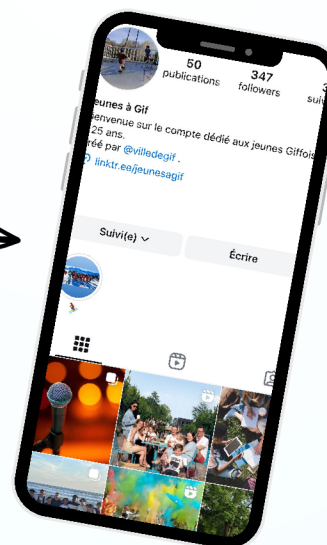 50 347
publications followers
eunes à Gif
envenue sur le compte dédié aux jeunes Giffois
25 ans.
réé par @villedegif .
linktr.ee/jeunesagif
Suivi(e) Écrire